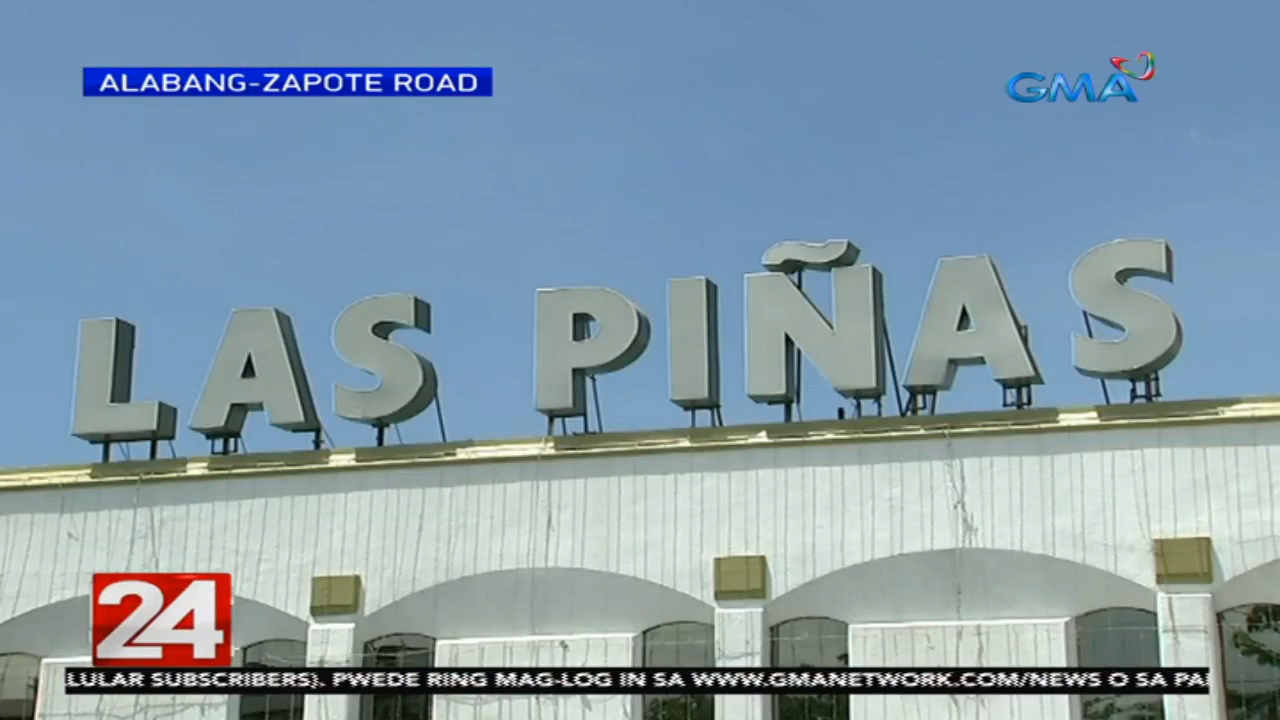 ALABANG-ZAPOTE ROAD
GMA
LAS PIÑAS
24
LULAR SUBSCRIBERS). PWEDE RING MAG-LOG IN SA WWW.GMANETWORK.COM/NEWS O SA PA